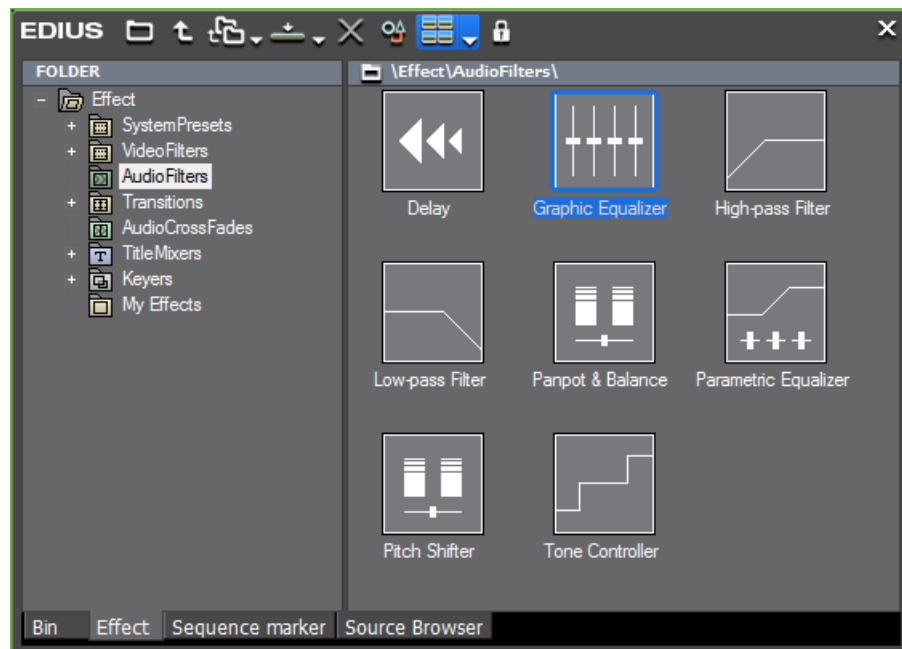 EDIUS
FOLDER
\Effect\AudioFilters\
Effect
SystemPresets
VideoFilters
AudioFilters
Transitions
AudioCrossFades
TitleMixers
Keyers
My Effects
Delay
Graphic Equalizer
High-pass Filter
Low-pass Filter
Panpot & Balance
Parametric Equalizer
Pitch Shifter
Tone Controller
Bin Effect Sequence marker Source Browser